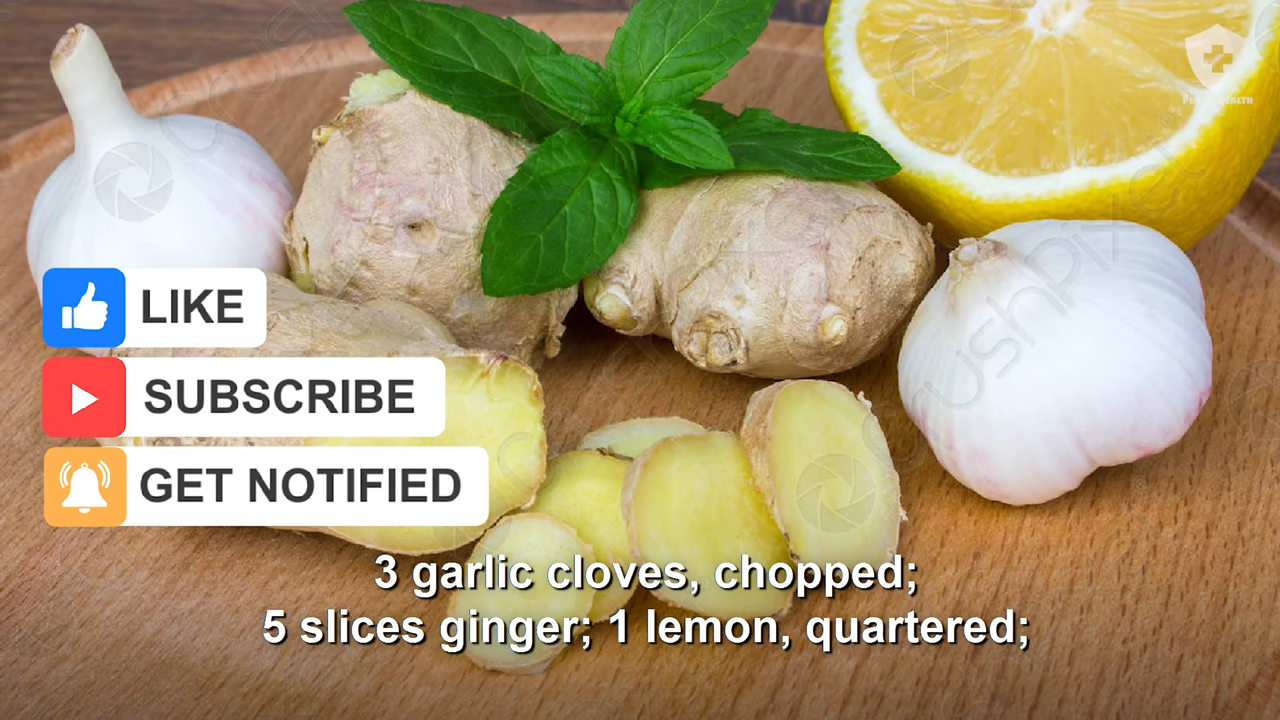 LIKE
SUBSCRIBE
GET NOTIFIED
3 garlic cloves, chopped;
5 slices ginger; 1 lemon, quartered;